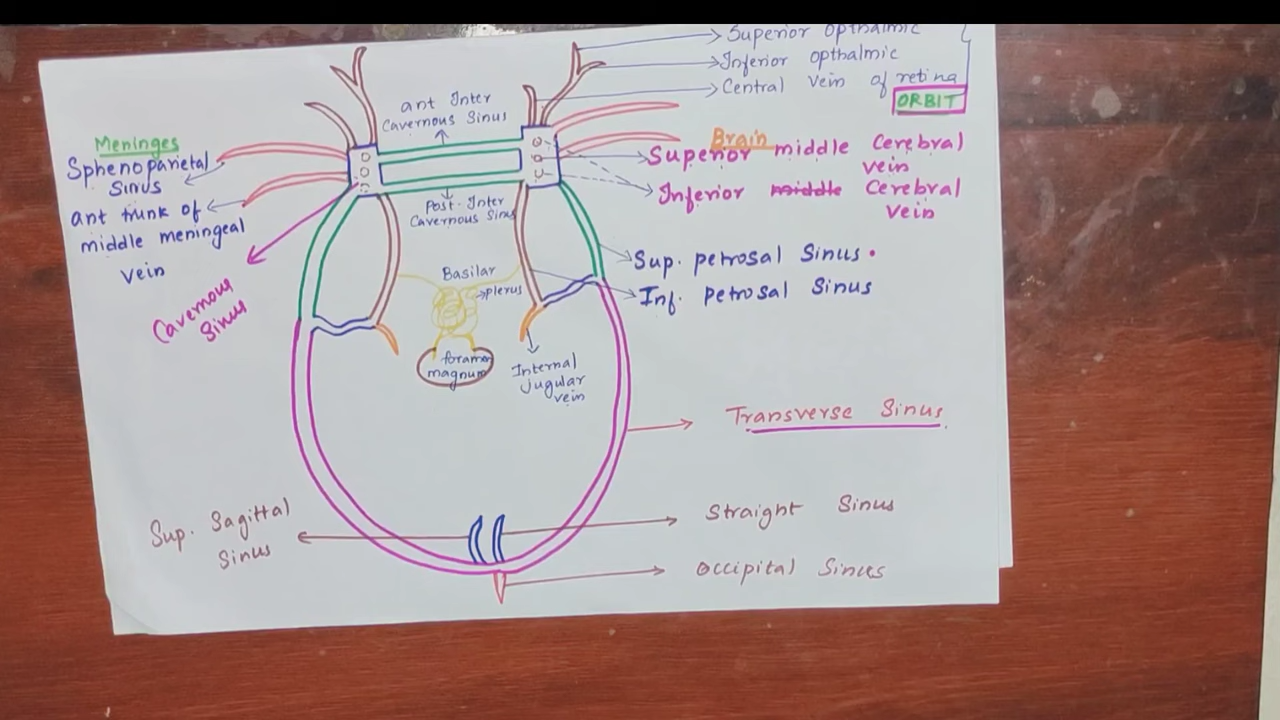 Superior opthalmic
Inferior opthalmic
Central vein of retina
ORBIT
ant Inter
Cavernous Sinus
Meninges
Sphenoparietal
Sinus
ant trunk of
middle meningeal
vein
Cavernous
Sinus
Post. Inter
Cavernous Sinus
Brain
Superior middle Cerebral
vein
Inferior middle Cerebral
Vein
Sup. petrosal Sinus
Inf. petrosal Sinus
Basilar
plerus
foramen
magnum
Internal
jugular
vein
Transverse Sinus
Sup. Sagittal
Sinus
Straight Sinus
Occipital Sinus